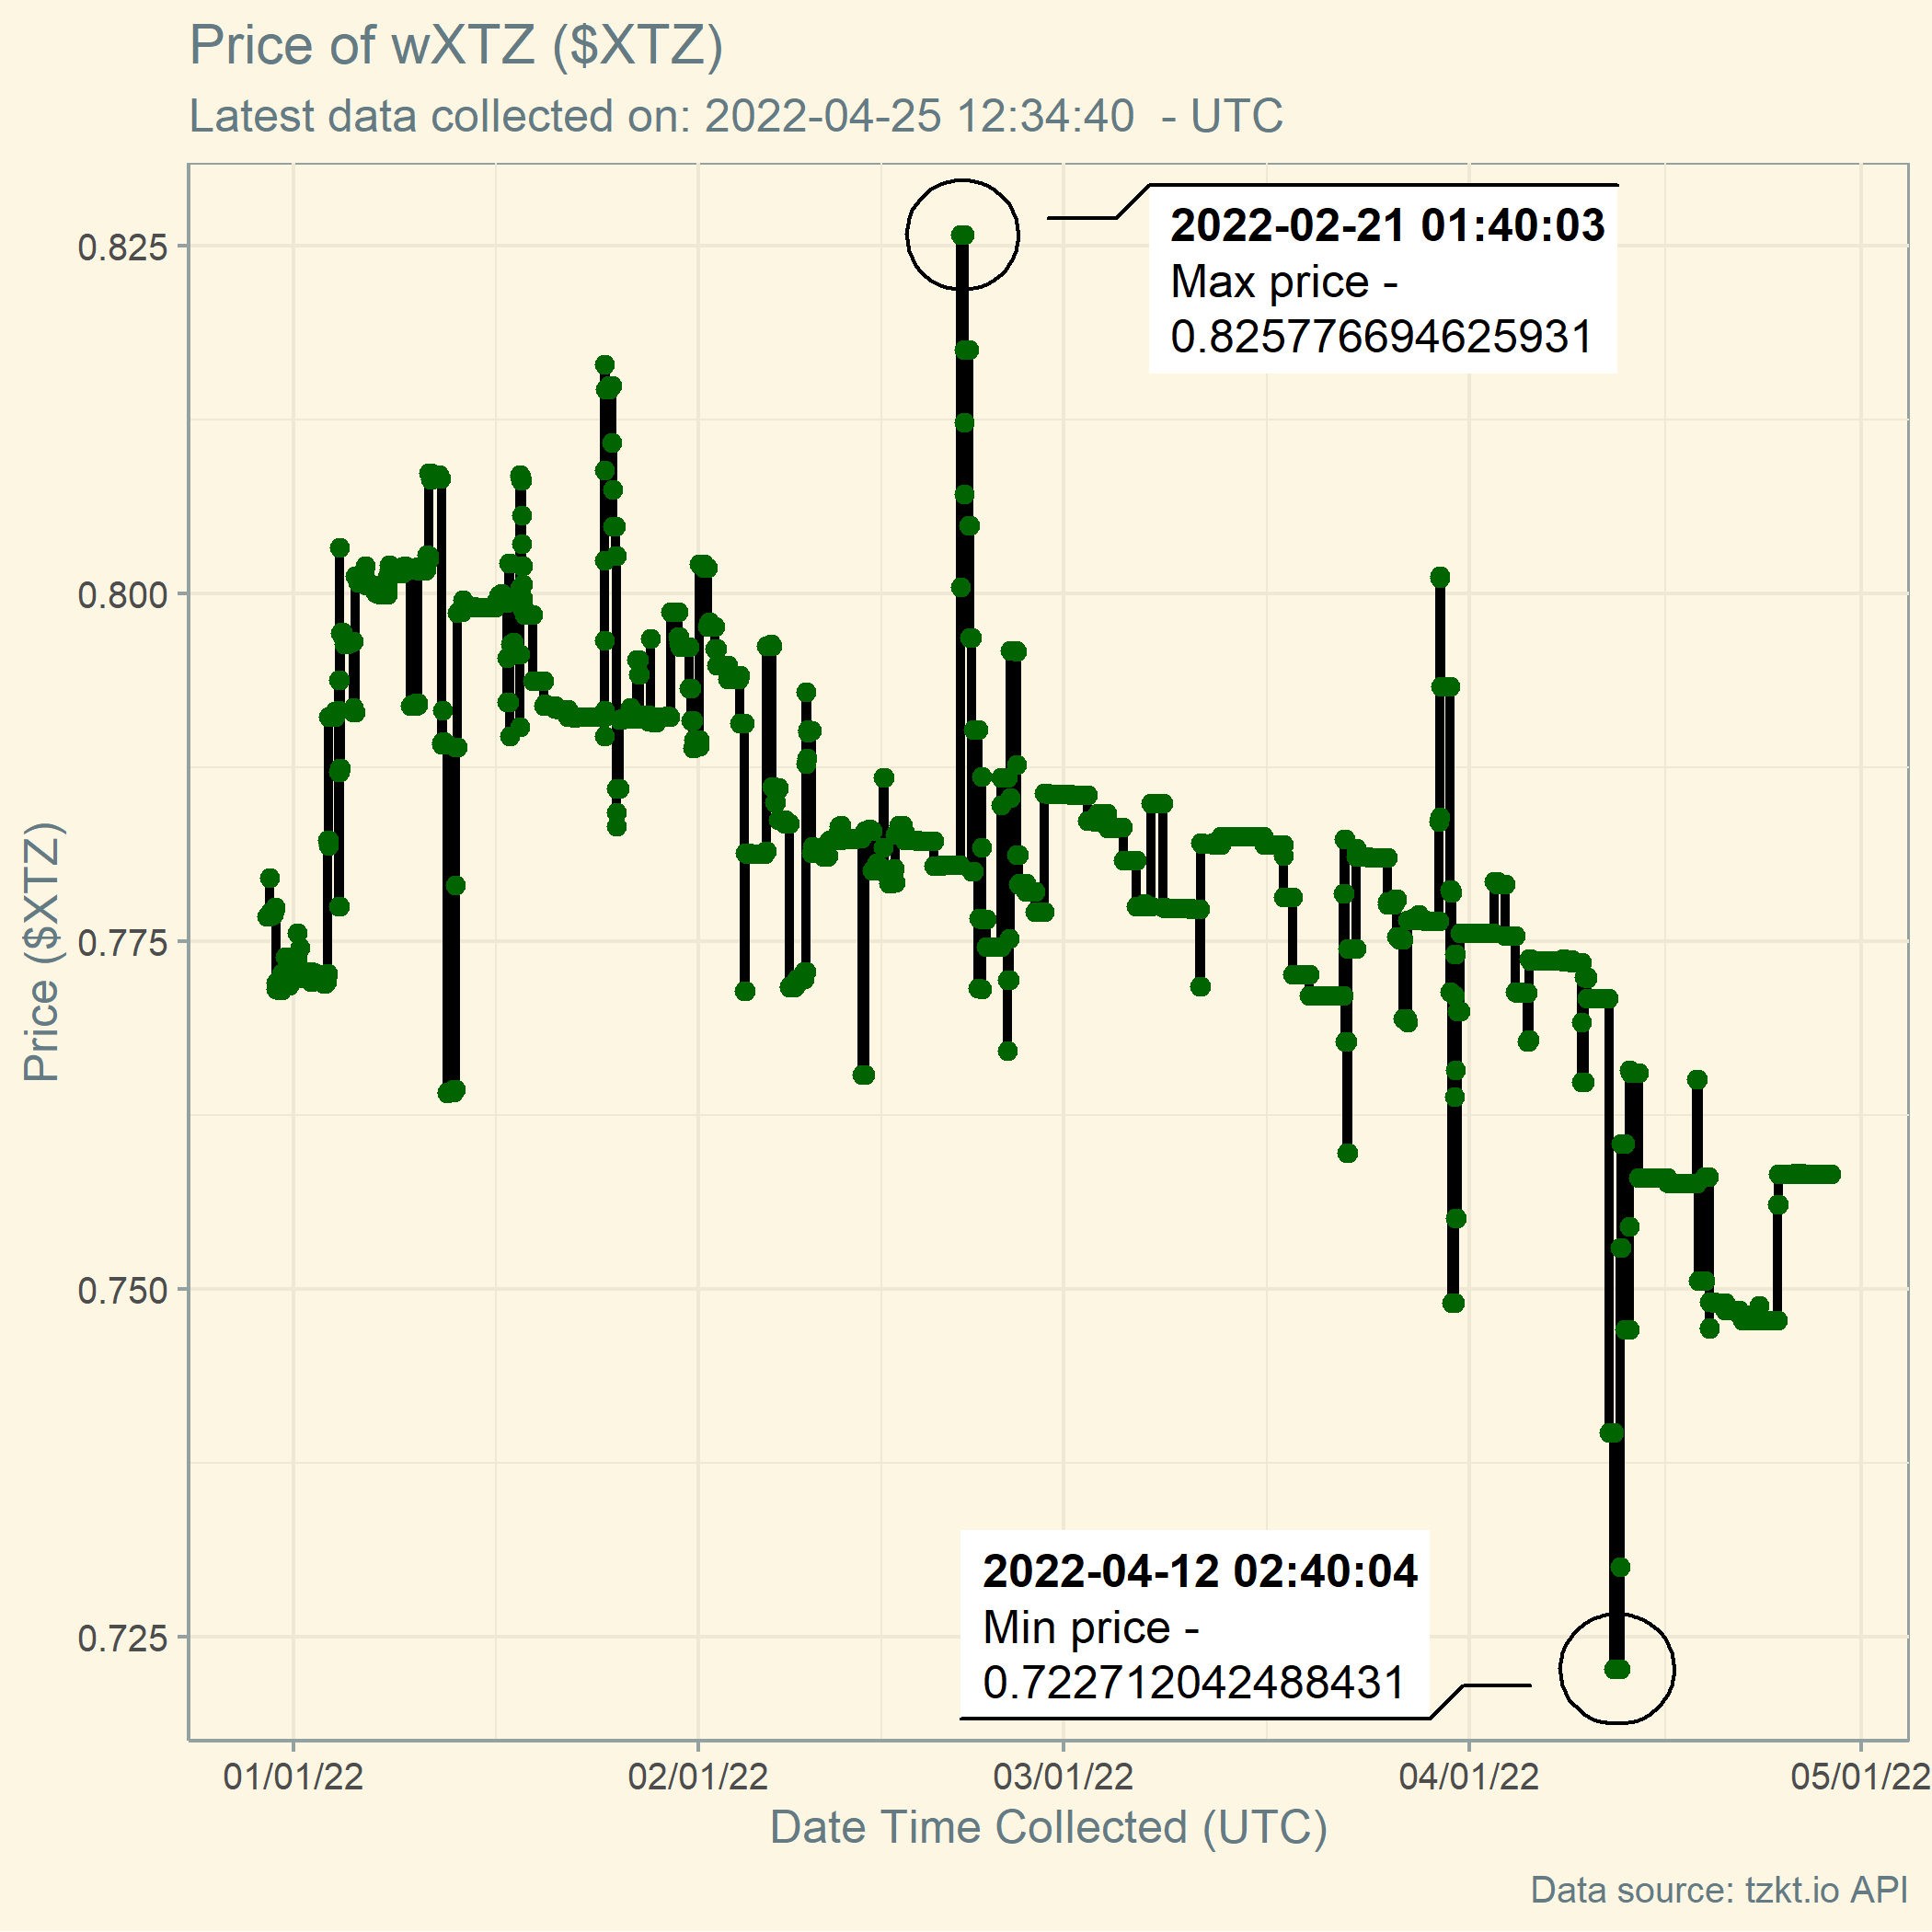 Price of wXTZ ($XTZ)
Latest data collected on: 2022-04-25 12:34:40  - UTC
2022-02-21 01:40:03
Max price -
0.825776694625931
0.825
0.800
0.775
0.750
0.725
Price ($XTZ)
2022-04-12 02:40:04
Min price -
0.722712042488431
01/01/22
02/01/22
03/01/22
04/01/22
05/01/22
Date Time Collected (UTC)
Data source: tzkt.io API